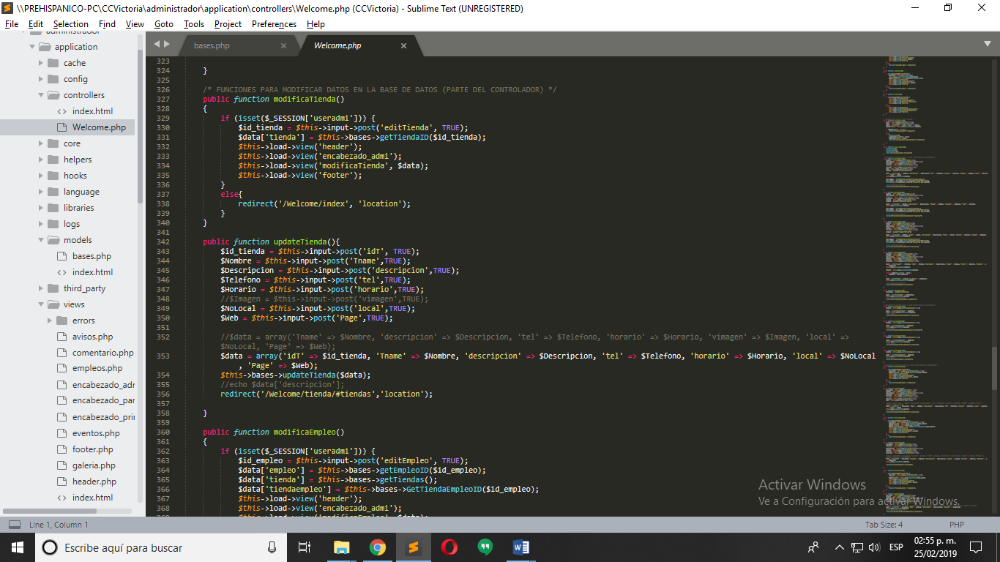 \\PREHISPANICO-PC\CCVictoria\administrador\application\controllers\Welcome.php (CCVictoria) - Sublime Text (UNREGISTERED)
File Edit Selection Find View Goto Tools Project Preferences Help
administrador
application
cache
config
controllers
index.html
Welcome.php
core
helpers
hooks
language
libraries
logs
models
bases.php
index.html
third_party
views
errors
avisos.php
comentario.php
empleos.php
encabezado_adr
encabezado_par
encabezado_prir
eventos.php
footer.php
galeria.php
header.php
index.html
bases.php
Welcome.php
323
324 }
325
326 /* FUNCIONES PARA MODIFICAR DATOS EN LA BASE DE DATOS (PARTE DEL CONTROLADOR) */
327 public function modificaTienda()
328 {
329 if (isset($_SESSION['useradmi'])) {
330 $id_tienda = $this->input->post('editTienda', TRUE);
331 $data['tienda'] = $this->bases->getTiendaID($id_tienda);
332 $this->load->view('header');
333 $this->load->view('encabezado_admi');
334 $this->load->view('modificaTienda', $data);
335 $this->load->view('footer');
336 }
337 else{
338 redirect('/Welcome/index', 'location');
339 }
340 }
341
342 public function updateTienda(){
343 $id_tienda = $this->input->post('idT', TRUE);
344 $Nombre = $this->input->post('Tname',TRUE);
345 $Descripcion = $this->input->post('descripcion',TRUE);
346 $Telefono = $this->input->post('tel',TRUE);
347 $Horario = $this->input->post('horario',TRUE);
348 //$Imagen = $this->input->post('vimagen',TRUE);
349 $NoLocal = $this->input->post('local',TRUE);
350 $Web = $this->input->post('Page',TRUE);
351
352 //$data = array('Tname' => $Nombre, 'descripcion' => $Descripcion, 'tel' => $Telefono, 'horario' => $Horario, 'vimagen' => $Imagen, 'local' =>
$NoLocal, 'Page' => $Web);
353 $data = array('idT' => $id_tienda, 'Tname' => $Nombre, 'descripcion' => $Descripcion, 'tel' => $Telefono, 'horario' => $Horario, 'local' => $NoLocal
, 'Page' => $Web);
354 $this->bases->updateTienda($data);
355 //echo $data['descripcion'];
356 redirect('/Welcome/tienda/#tiendas','location');
357
358 }
359
360 public function modificaEmpleo()
361 {
362 if (isset($_SESSION['useradmi'])) {
363 $id_empleo = $this->input->post('editEmpleo', TRUE);
364 $data['empleo'] = $this->bases->getEmpleoID($id_empleo);
365 $data['tienda'] = $this->bases->getTiendas();
366 $data['tiendaempleo'] = $this->bases->GetTiendaEmpleoID($id_empleo);
367 $this->load->view('header');
368 $this->load->view('encabezado_admi');
369 $this->load->view('modificaEmpleo', $data);
Activar Windows
Ve a Configuración para activar Windows.
Line 1, Column 1
Tab Size: 4
PHP
Escribe aquí para buscar
ESP
02:55 p. m.
25/02/2019